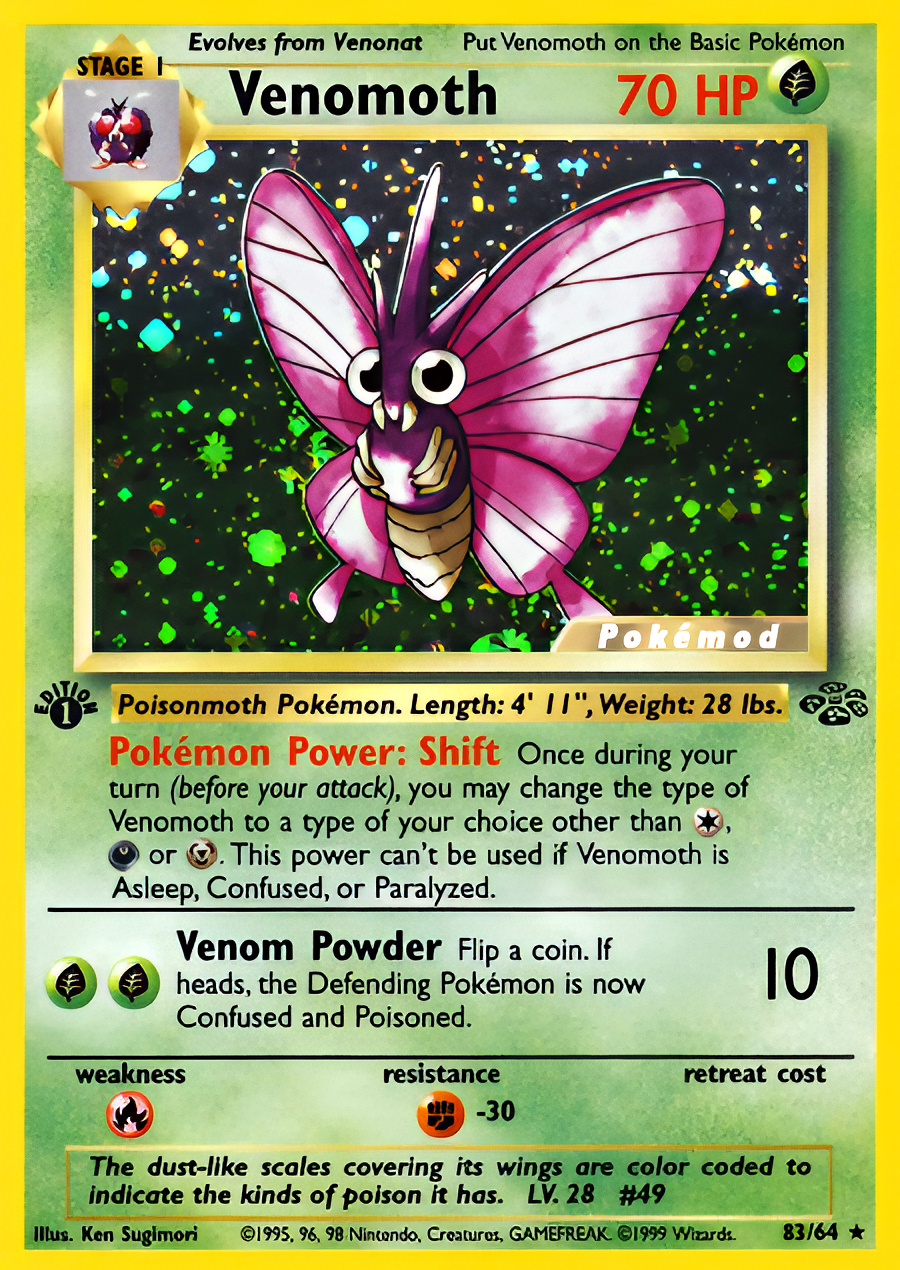 Evolves from Venonat Put Venomoth on the Basic Pokémon
STAGE 1
Venomoth 70 HP
Pokémod
EDITION
1
Poisonmoth Pokémon. Length: 4' 11", Weight: 28 lbs.
Pokémon Power: Shift Once during your
turn (before your attack), you may change the type of
Venomoth to a type of your choice other than ,
or . This power can't be used if Venomoth is
Asleep, Confused, or Paralyzed.
Venom Powder Flip a coin. If
heads, the Defending Pokémon is now
Confused and Poisoned.
10
weakness resistance retreat cost
-30
The dust-like scales covering its wings are color coded to
indicate the kinds of poison it has. LV. 28 #49
Illus. Ken Sugimori ©1995, 96, 98 Nintendo, Creatures, GAMEFREAK. ©1999 Wizards. 83/64 ★